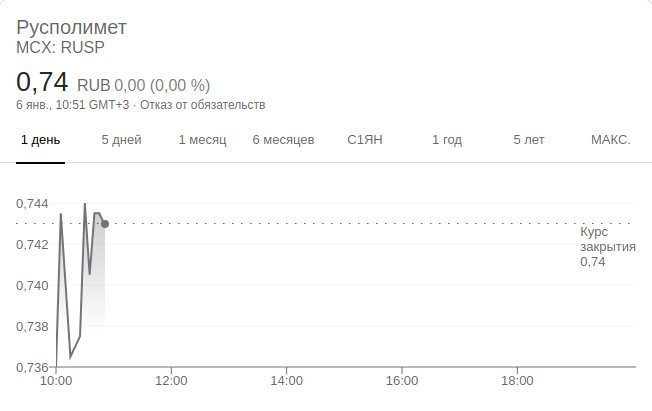 Русполимет
MCX: RUSP
0,74 RUB 0,00 (0,00 %)
6 янв., 10:51 GMT+3 · Отказ от обязательств
1 день 5 дней 1 месяц 6 месяцев С1ЯН 1 год 5 лет МАКС.
0,744
Курс
закрытия
0,74
0,742
0,740
0,738
0,736
10:00 12:00 14:00 16:00 18:00